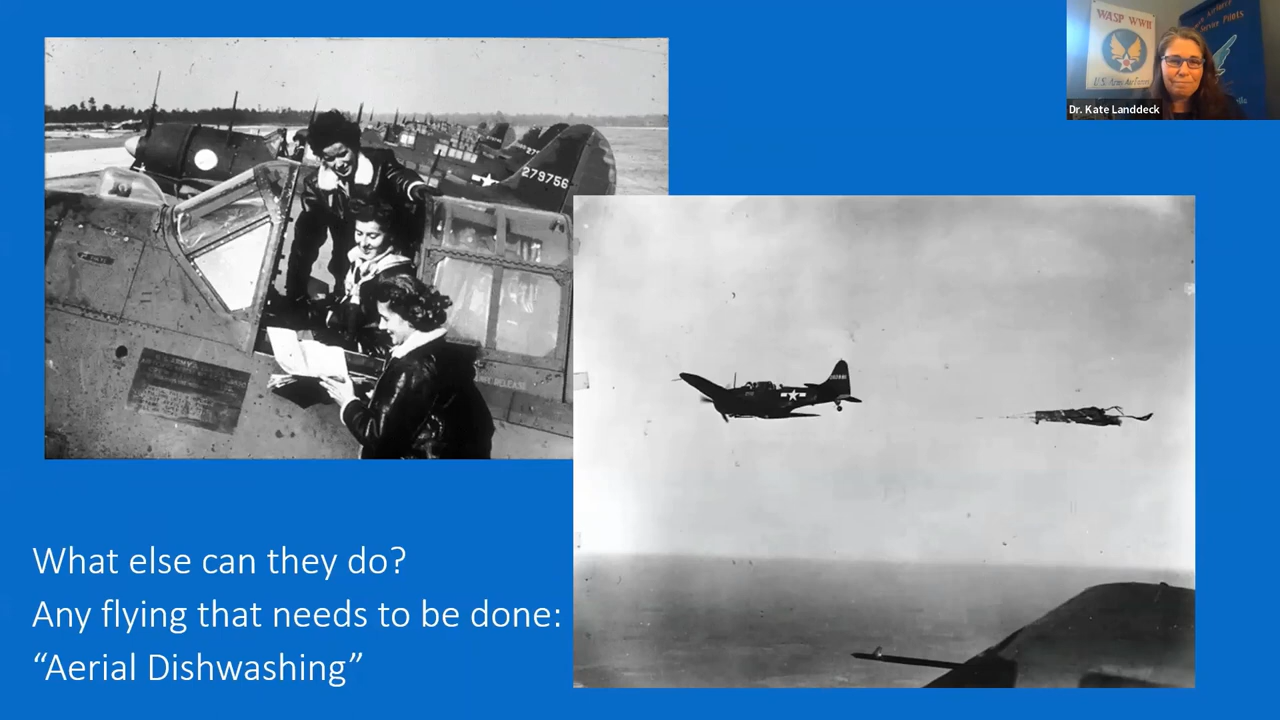 WASP WWII
U.S. Army Air Forces
Dr. Kate Landdeck
279756
What else can they do?
Any flying that needs to be done:
“Aerial Dishwashing”